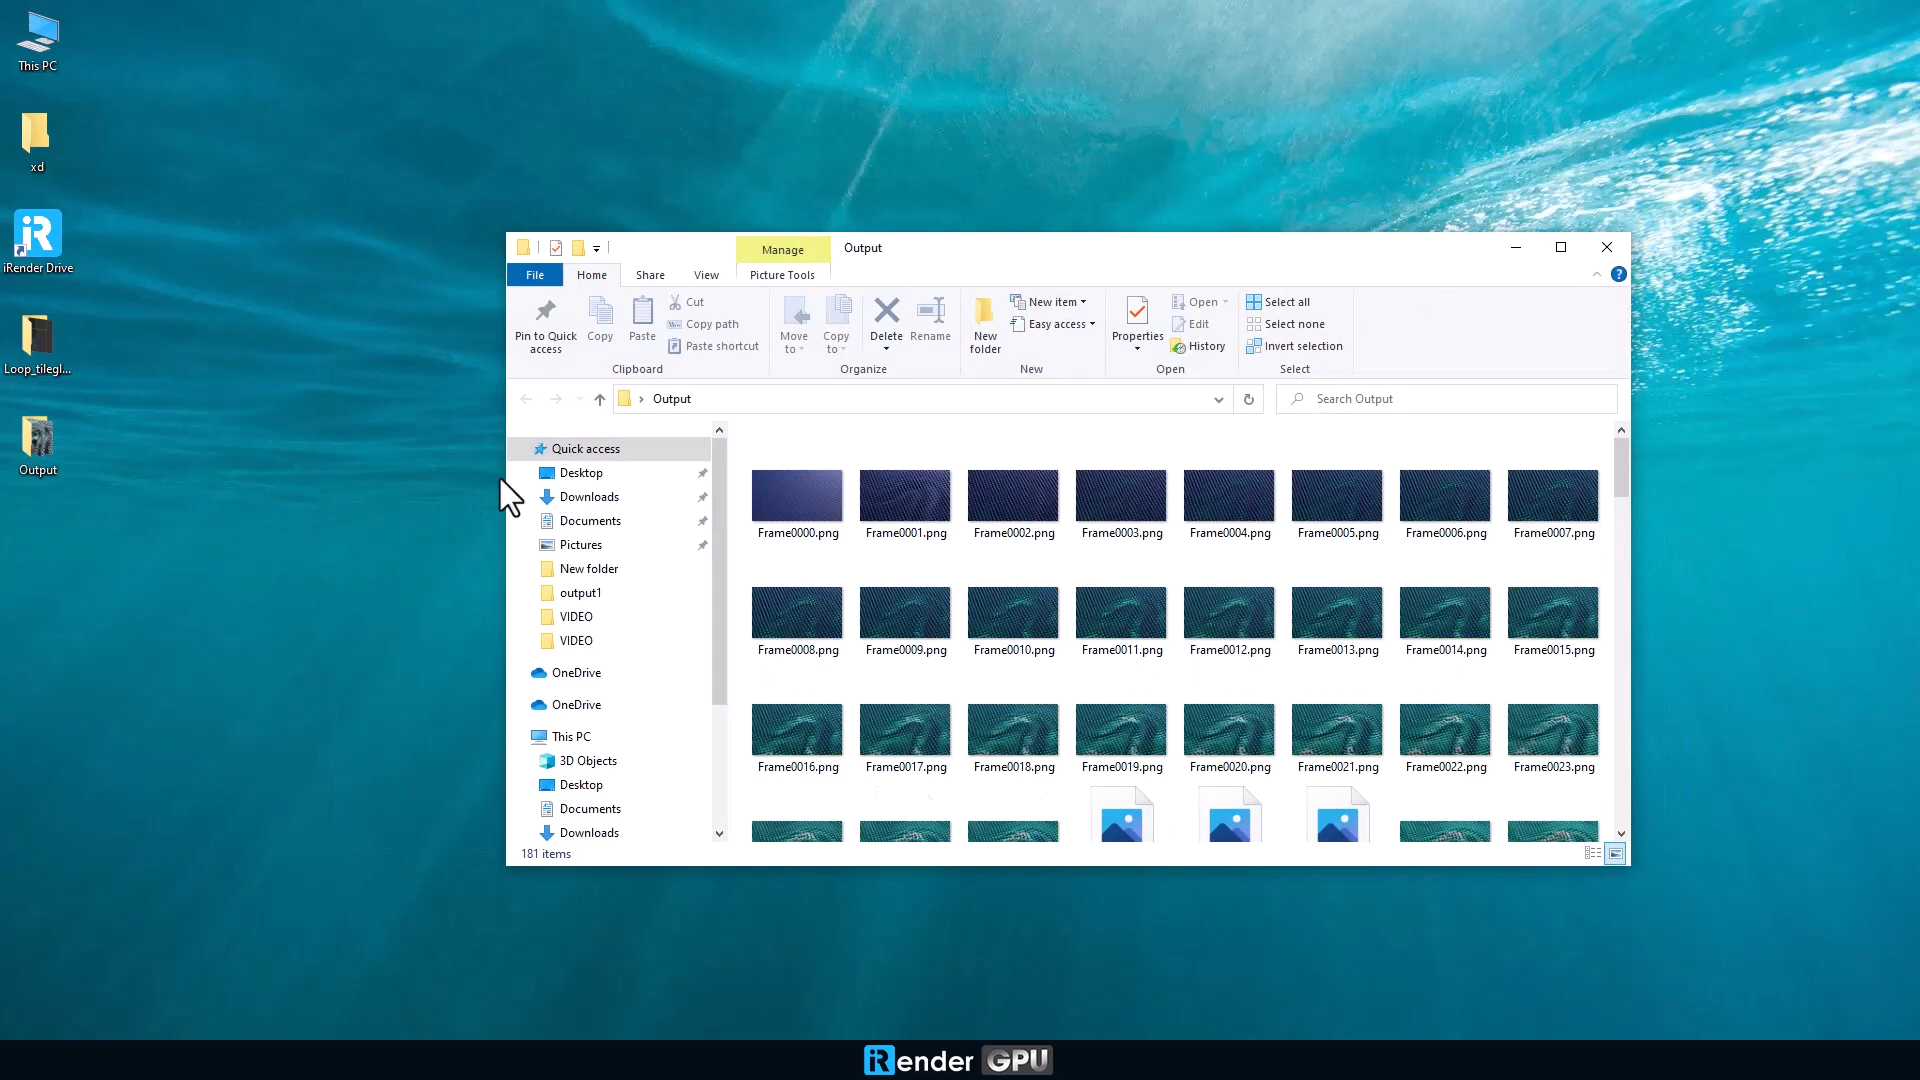 This PC
xd
iRender Drive
Loop_tilegl...
Output
Manage
Output
File
Home
Share
View
Picture Tools
Pin to Quick access
Copy
Paste
Cut
Copy path
Paste shortcut
Clipboard
Move to
Copy to
Delete
Rename
Organize
New folder
New item
Easy access
New
Properties
Open
Edit
History
Open
Select all
Select none
Invert selection
Select
Output
Search Output
Quick access
Desktop
Downloads
Documents
Pictures
New folder
output1
VIDEO
VIDEO
OneDrive
OneDrive
This PC
3D Objects
Desktop
Documents
Downloads
Frame0000.png
Frame0001.png
Frame0002.png
Frame0003.png
Frame0004.png
Frame0005.png
Frame0006.png
Frame0007.png
Frame0008.png
Frame0009.png
Frame0010.png
Frame0011.png
Frame0012.png
Frame0013.png
Frame0014.png
Frame0015.png
Frame0016.png
Frame0017.png
Frame0018.png
Frame0019.png
Frame0020.png
Frame0021.png
Frame0022.png
Frame0023.png
181 items
iRender GPU